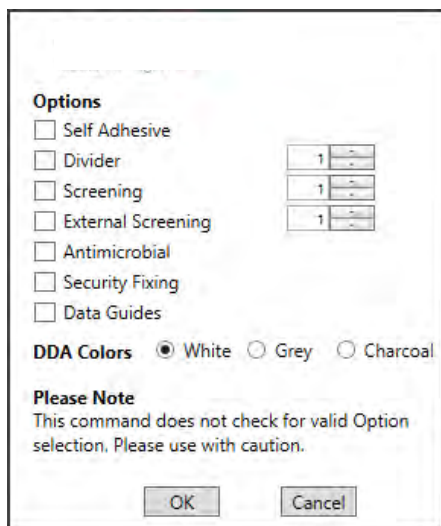 Options
Self Adhesive
Divider 1
Screening 1
External Screening 1
Antimicrobial
Security Fixing
Data Guides
DDA Colors White Grey Charcoal
Please Note
This command does not check for valid Option
selection. Please use with caution.
OK Cancel